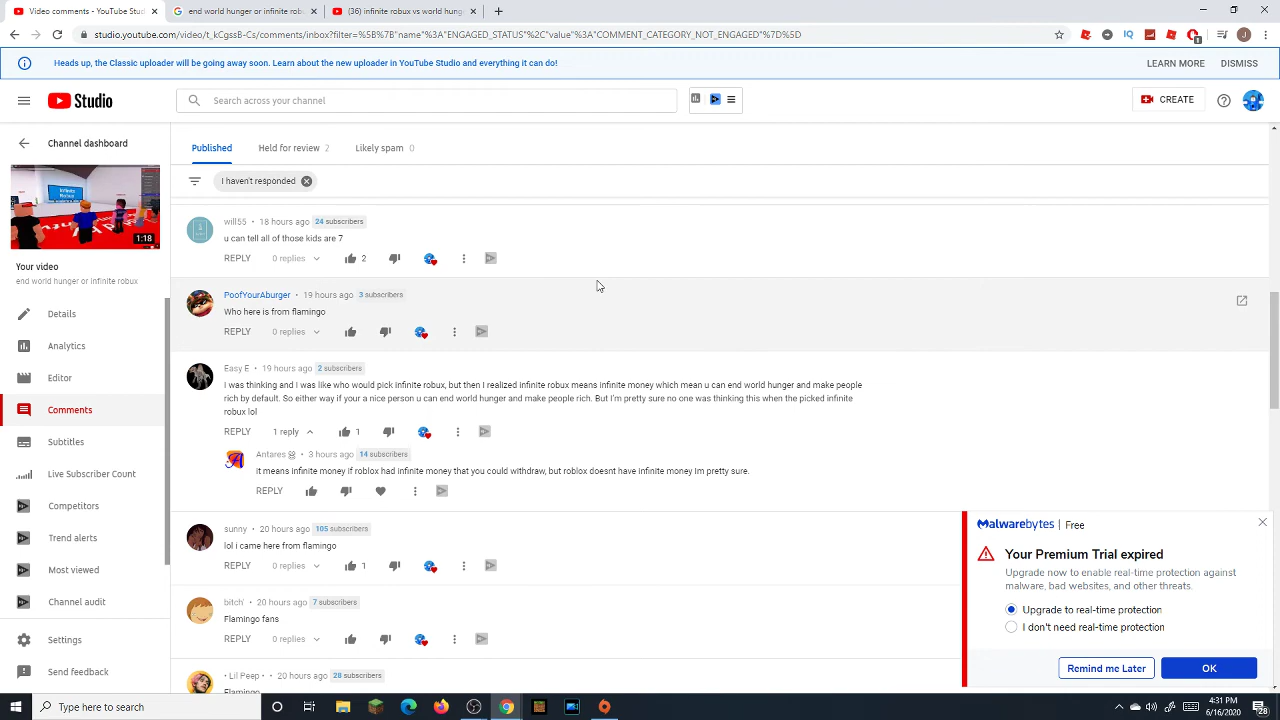 Video comments - YouTube Stu
end world hunger or infinite rob
(36) infinite robux vs world hung
studio.youtube.com/video/t_kCgssB-Cs/comments/inbox?filter=%5B%7B"name"%3A"ENGAGED_STATUS"%2C"value"%3A"COMMENT_CATEGORY_NOT_ENGAGED"%7D%5D
IQ
1
J
Heads up, the Classic uploader will be going away soon. Learn about the new uploader in YouTube Studio and everything it can do!
LEARN MORE
DISMISS
Studio
Search across your channel
CREATE
Channel dashboard
Infinite
Robux
1:18
Your video
end world hunger or infinite robux
Details
Analytics
Editor
Comments
Subtitles
Live Subscriber Count
Competitors
Trend alerts
Most viewed
Channel audit
Settings
Send feedback
Published
Held for review 2
Likely spam 0
I haven't responded
will55 • 18 hours ago 24 subscribers
u can tell all of those kids are 7
REPLY 0 replies 2
PoofYourAburger • 19 hours ago 3 subscribers
Who here is from flamingo
REPLY 0 replies
Easy E • 19 hours ago 2 subscribers
I was thinking and I was like who would pick infinite robux, but then I realized infinite robux means infinite money which mean u can end world hunger and make people
rich by default. So either way if your a nice person u can end world hunger and make people rich. But I'm pretty sure no one was thinking this when the picked infinite
robux lol
REPLY 1 reply 1
Antares • 3 hours ago 14 subscribers
it means infinite money if roblox had infinite money that you could withdraw, but roblox doesnt have infinite money Im pretty sure.
REPLY
sunny • 20 hours ago 105 subscribers
lol i came here from flamingo
REPLY 0 replies 1
bitch' • 20 hours ago 7 subscribers
Flamingo fans
REPLY 0 replies
• Lil Peep • • 20 hours ago 28 subscribers
Flamingo
Malwarebytes | Free
Your Premium Trial expired
Upgrade now to enable real-time protection against
malware, bad websites, and other threats.
Upgrade to real-time protection
I don't need real-time protection
Remind me Later
OK
Type here to search
4:31 PM
6/16/2020